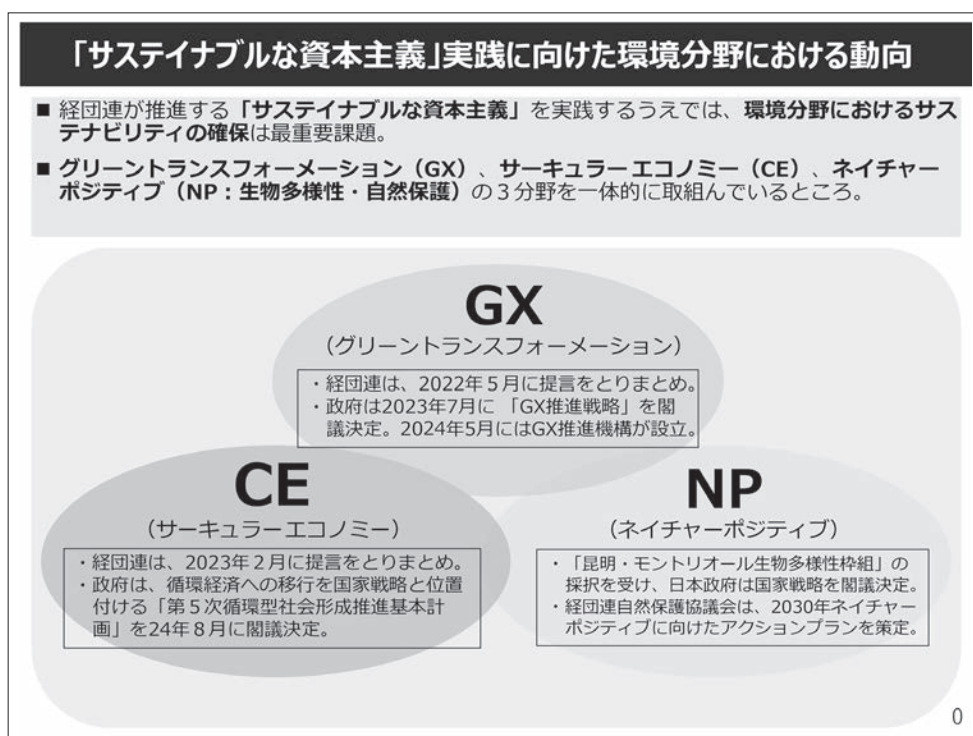 「サステイナブルな資本主義」実践に向けた環境分野における動向
■ 経団連が推進する「サステイナブルな資本主義」を実践するうえでは、環境分野におけるサス
テナビリティの確保は最重要課題。
■ グリーントランスフォーメーション（GX）、サーキュラーエコノミー（CE）、ネイチャー
ポジティブ（NP：生物多様性・自然保護）の３分野を一体的に取組んでいるところ。
GX
（グリーントランスフォーメーション）
・経団連は、2022年５月に提言をとりまとめ。
・政府は2023年7月に 「GX推進戦略」を閣
議決定。2024年5月にはGX推進機構が設立。
CE
（サーキュラーエコノミー）
・経団連は、2023年２月に提言をとりまとめ。
・政府は、循環経済への移行を国家戦略と位置
付ける「第５次循環型社会形成推進基本計
画」を24年８月に閣議決定。
NP
（ネイチャーポジティブ）
・「昆明・モントリオール生物多様性枠組」の
採択を受け、日本政府は国家戦略を閣議決定。
・経団連自然保護協議会は、2030年ネイチャー
ポジティブに向けたアクションプランを策定。
0